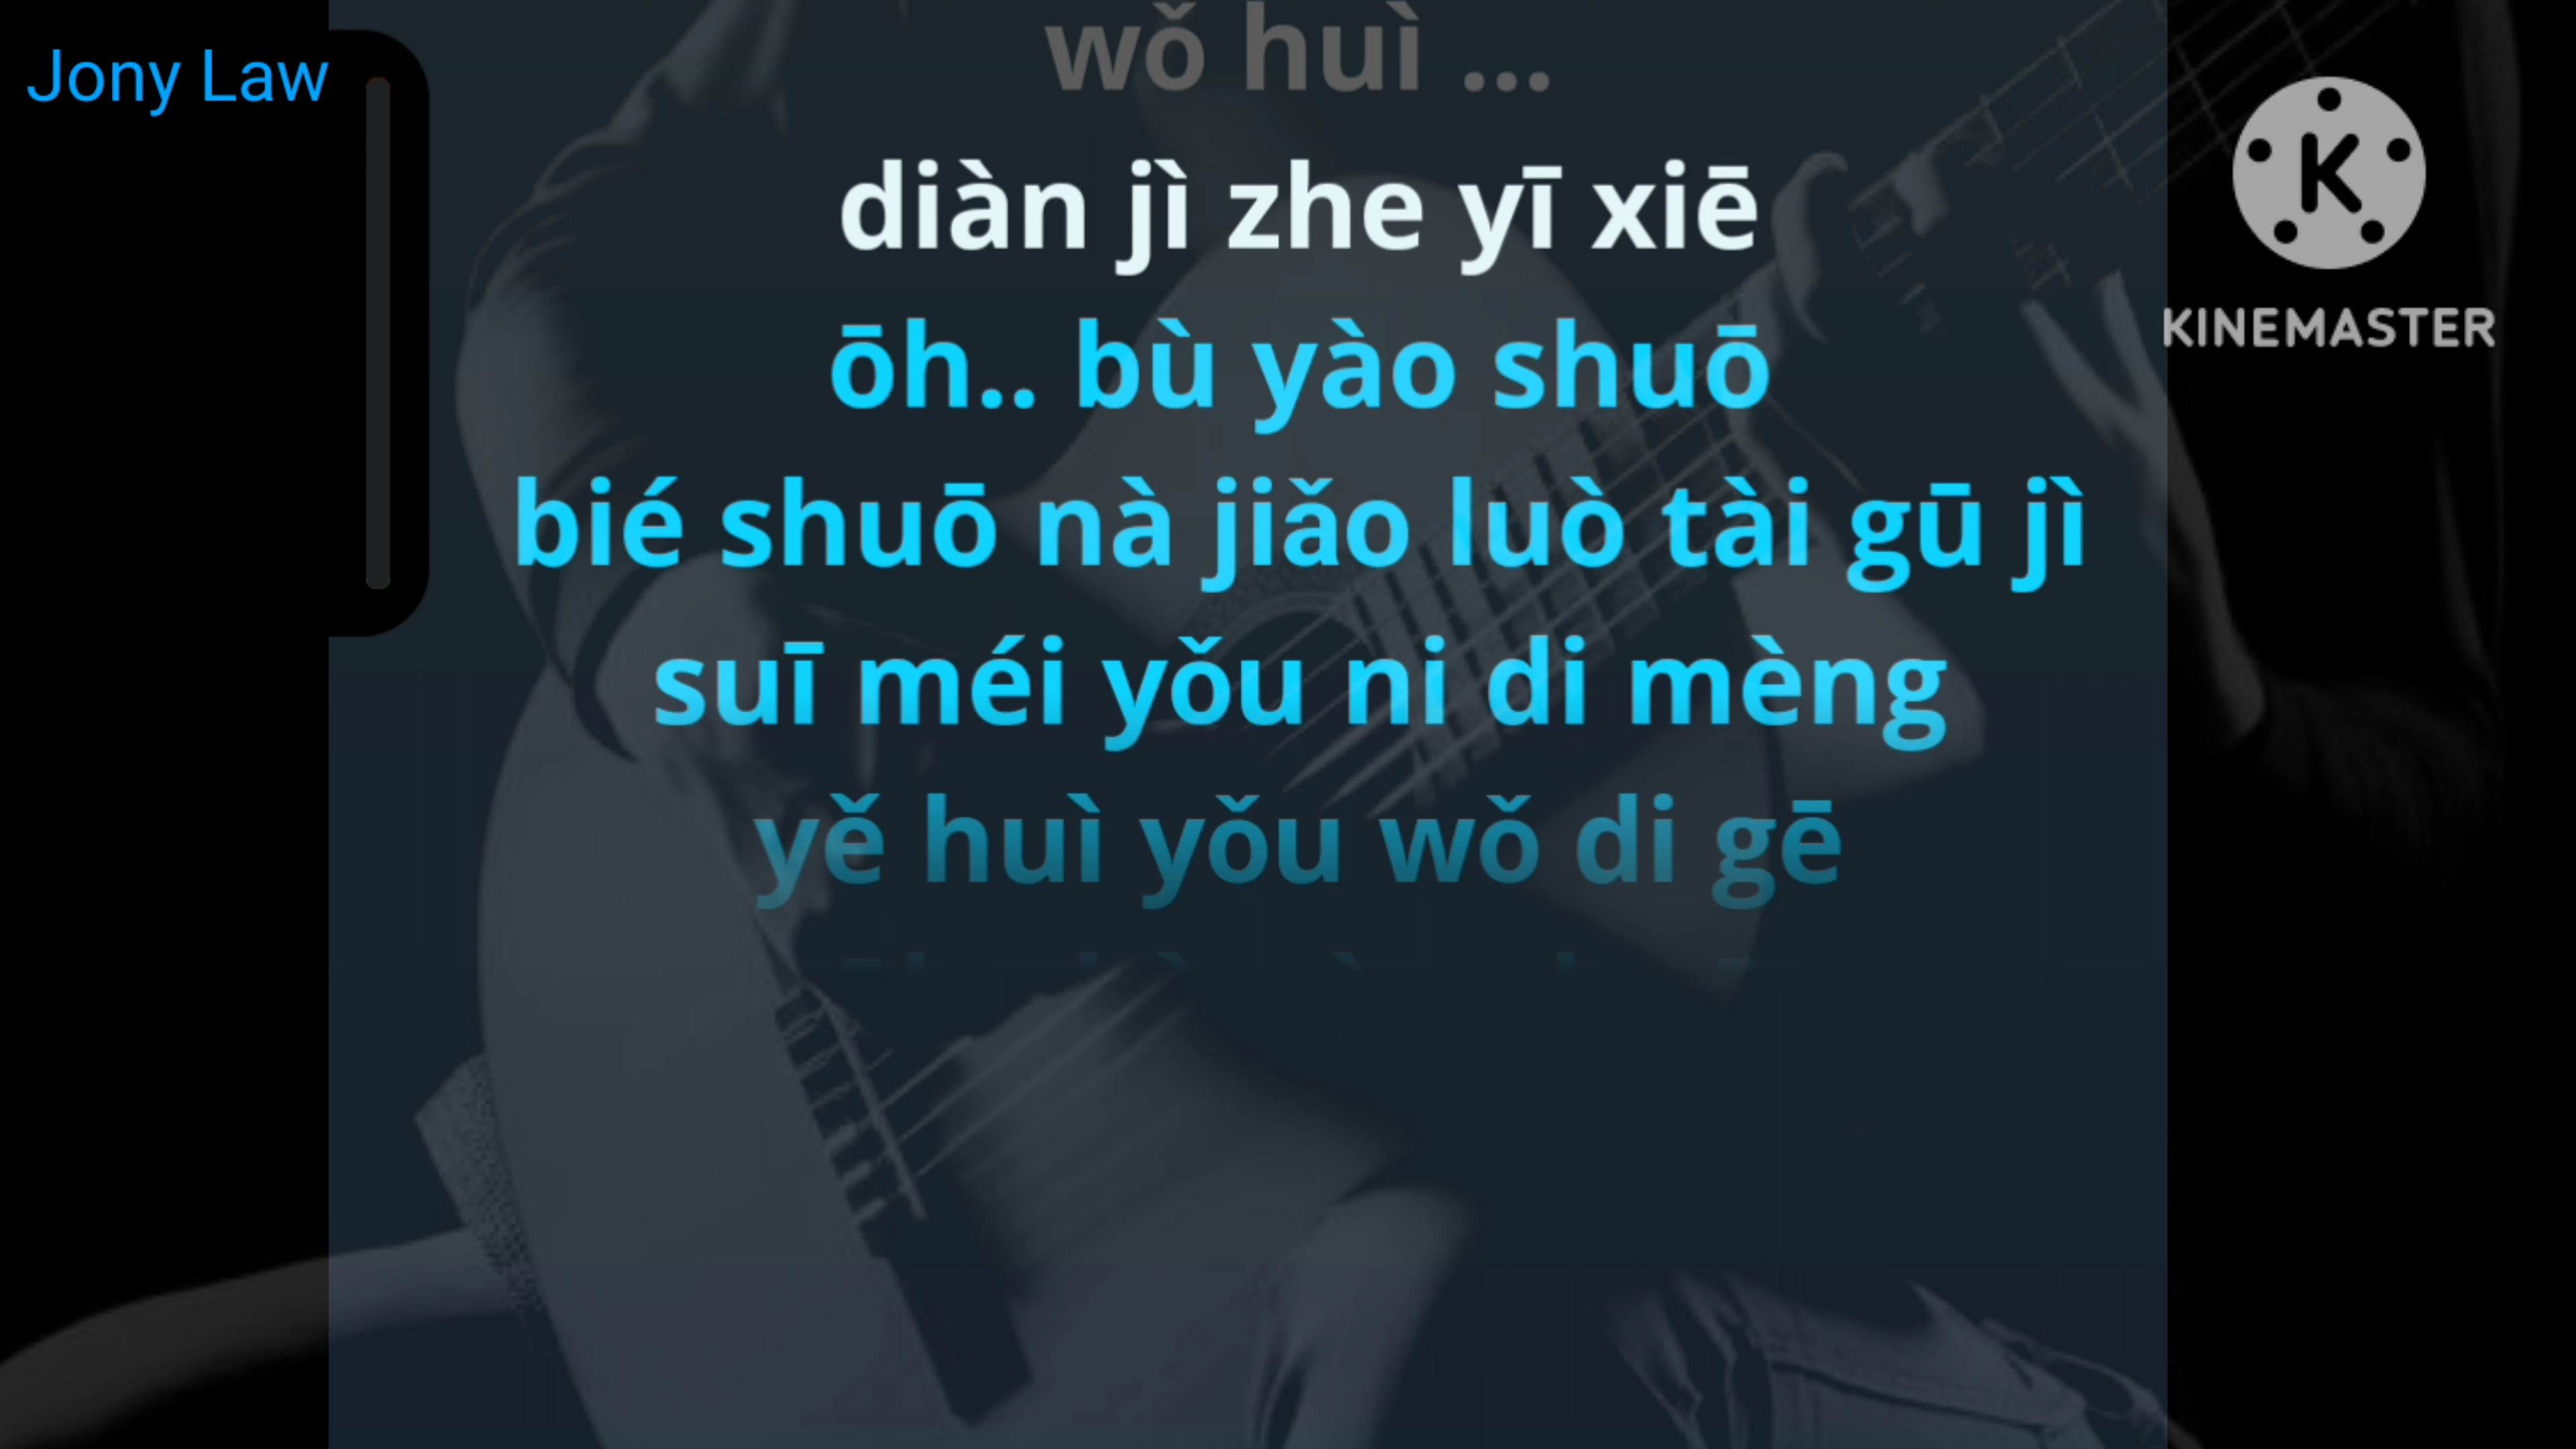 Jony Law
wǒ huì ...
diàn jì zhe yī xiē
ōh.. bù yào shuō
bié shuō nà jiǎo luò tài gū jì
suī méi yǒu ni di mèng
yě huì yǒu wǒ di gē
K
KINEMASTER